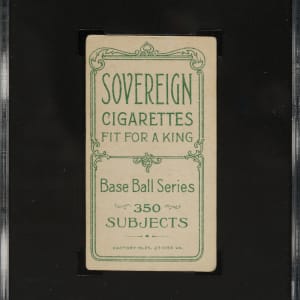 SOVEREIGN
CIGARETTES
FIT FOR A KING
Base Ball Series
350
SUBJECTS